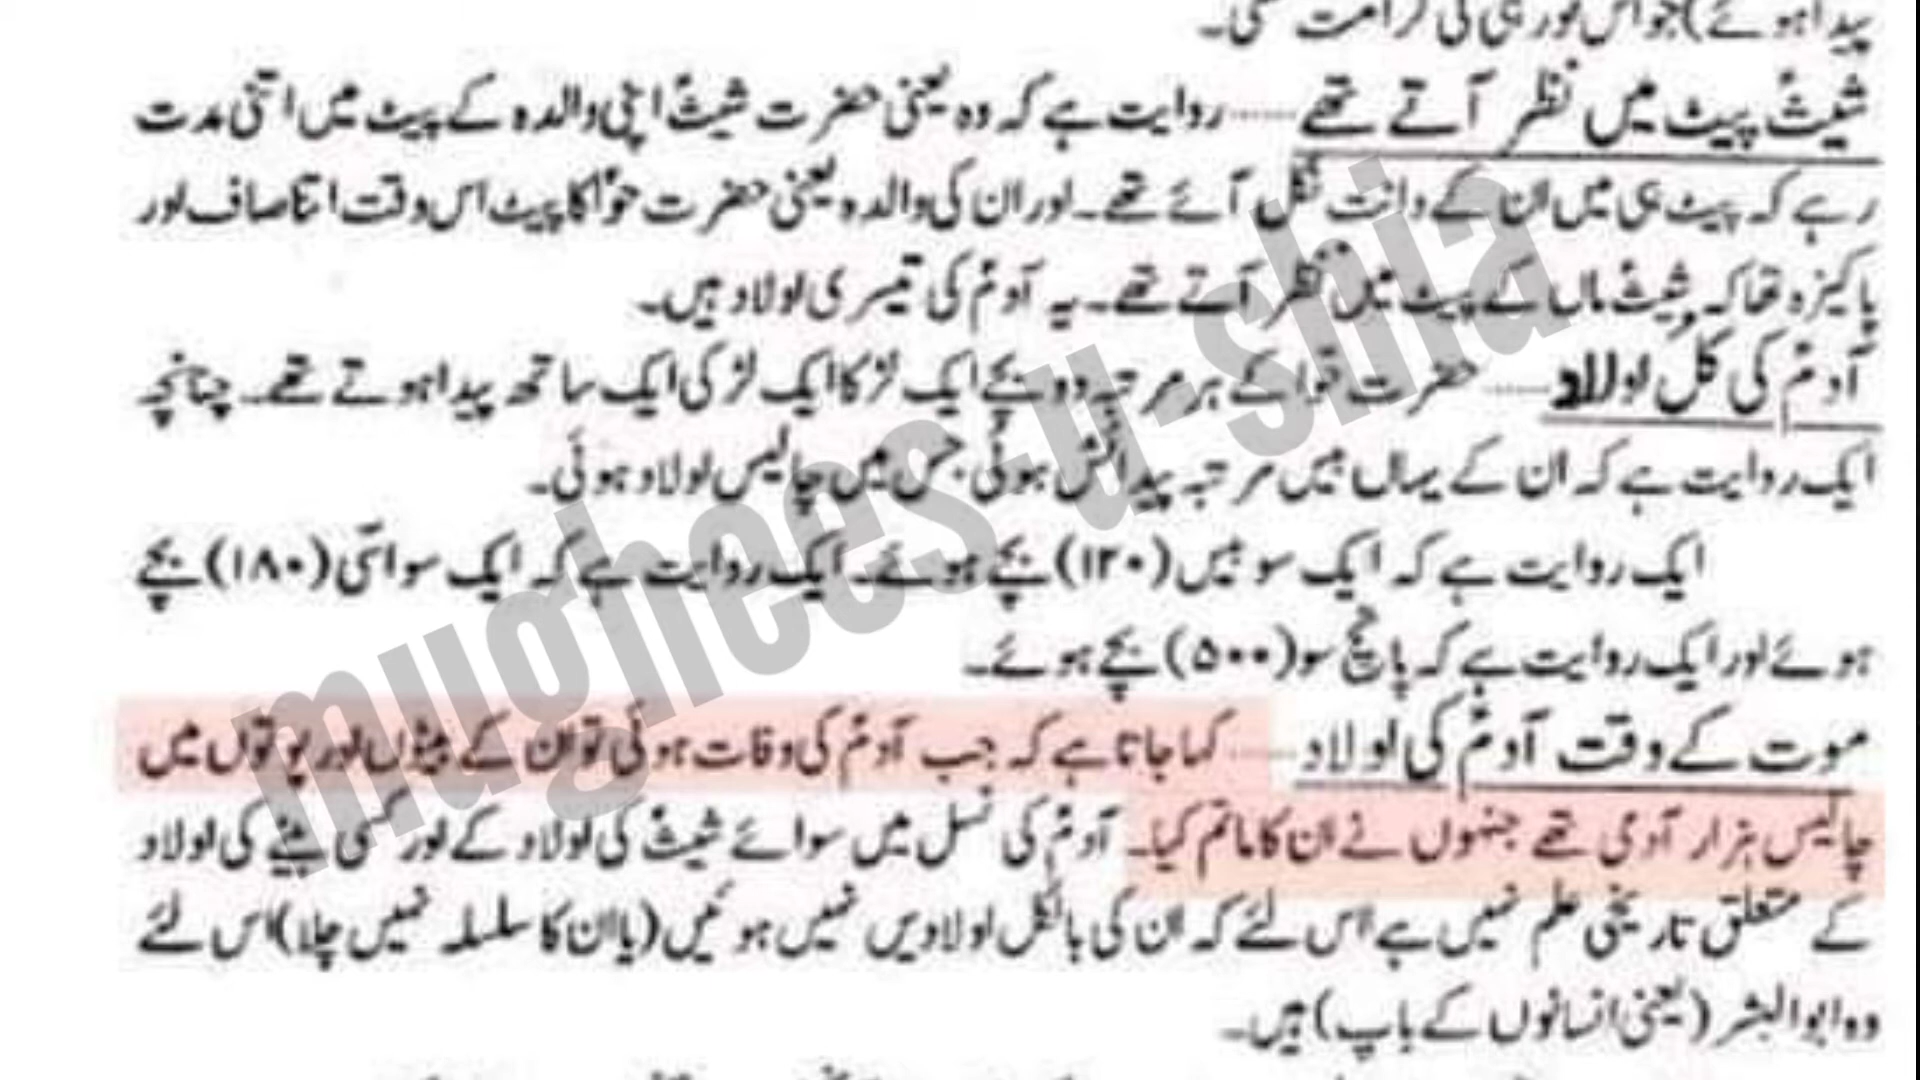 پیدا ہوئے) جو اس نور ہی کی کرامت تھی۔
شیثؑ پیٹ میں نظر آتے تھے ...... روایت ہے کہ وہ یعنی حضرت شیثؑ اپنی والدہ کے پیٹ میں اتنی مدت
رہے کہ پیٹ ہی میں ان کے دانت نکل آئے تھے۔ اور ان کی والدہ یعنی حضرت حوّا کا پیٹ اس وقت اتنا صاف اور
پاکیزہ تھا کہ شیثؑ ماں کے پیٹ میں نظر آتے تھے۔ یہ آدمؑ کی تیسری اولاد ہیں۔
آدمؑ کی کل اولاد ...... حضرت حوّا کے ہر مرتبہ دو بچے ایک لڑکا ایک لڑکی ایک ساتھ پیدا ہوتے تھے۔ چنانچہ
ایک روایت ہے کہ ان کے یہاں بیس مرتبہ پیدائش ہوئی جس میں چالیس اولاد ہوئی۔
ایک روایت ہے کہ ایک سو بیس (۱۲۰) بچے ہوئے۔ ایک روایت ہے کہ ایک سو اسّی (۱۸۰) بچے
ہوئے اور ایک روایت ہے کہ پانچ سو (۵۰۰) بچے ہوئے۔
موت کے وقت آدمؑ کی اولاد ...... کہا جاتا ہے کہ جب آدمؑ کی وفات ہوئی تو ان کے بیٹوں اور پوتوں میں
چالیس ہزار آدمی تھے جنہوں نے ان کا ماتم کیا۔ آدمؑ کی نسل میں سوائے شیثؑ کی اولاد کے اور کسی بیٹے کی اولاد
کے متعلق تاریخی علم نہیں ہے اس لئے کہ ان کی بالکل اولادیں نہیں ہوئیں (یا ان کا سلسلہ نہیں چلا) اس لئے
وہ ابوالبشر (یعنی انسانوں کے باپ) ہیں۔
mughees-u-shia